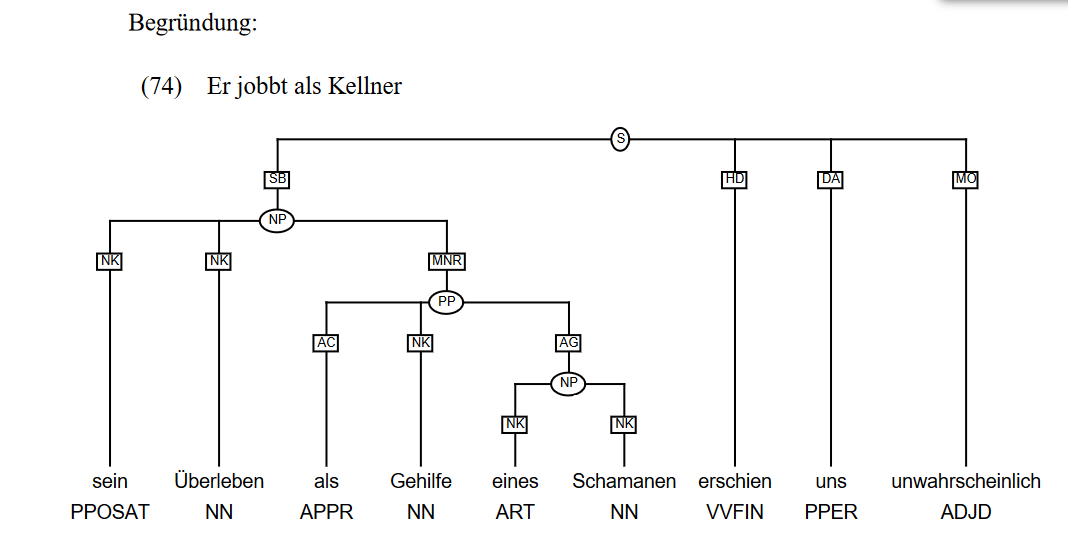 Begründung:
(74) Er jobbt als Kellner
S
SB HD DA MO
NP
NK NK MNR
PP
AC NK AG
NP
NK NK
sein Überleben als Gehilfe eines Schamanen erschien uns unwahrscheinlich
PPOSAT NN APPR NN ART NN VVFIN PPER ADJD